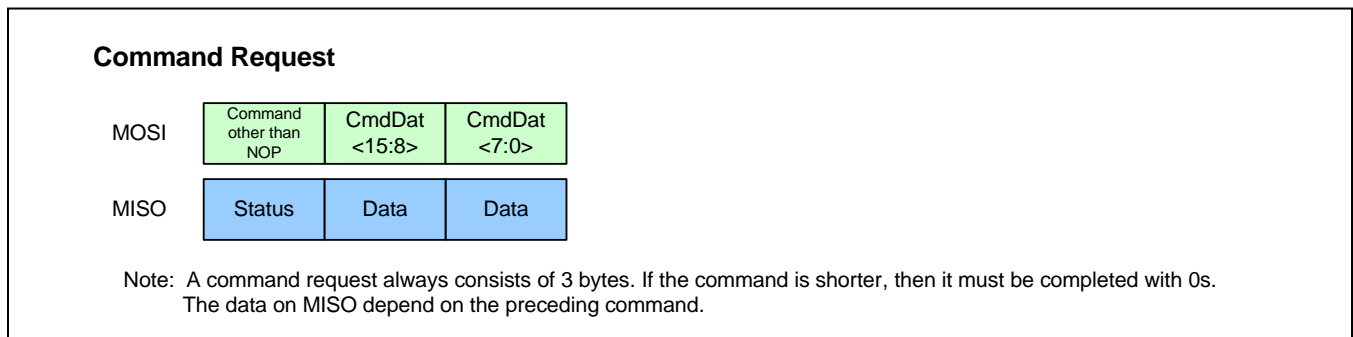 Command Request
MOSI
Command
other than
NOP
CmdDat
<15:8>
CmdDat
<7:0>
MISO
Status
Data
Data
Note: A command request always consists of 3 bytes. If the command is shorter, then it must be completed with 0s.
The data on MISO depend on the preceding command.